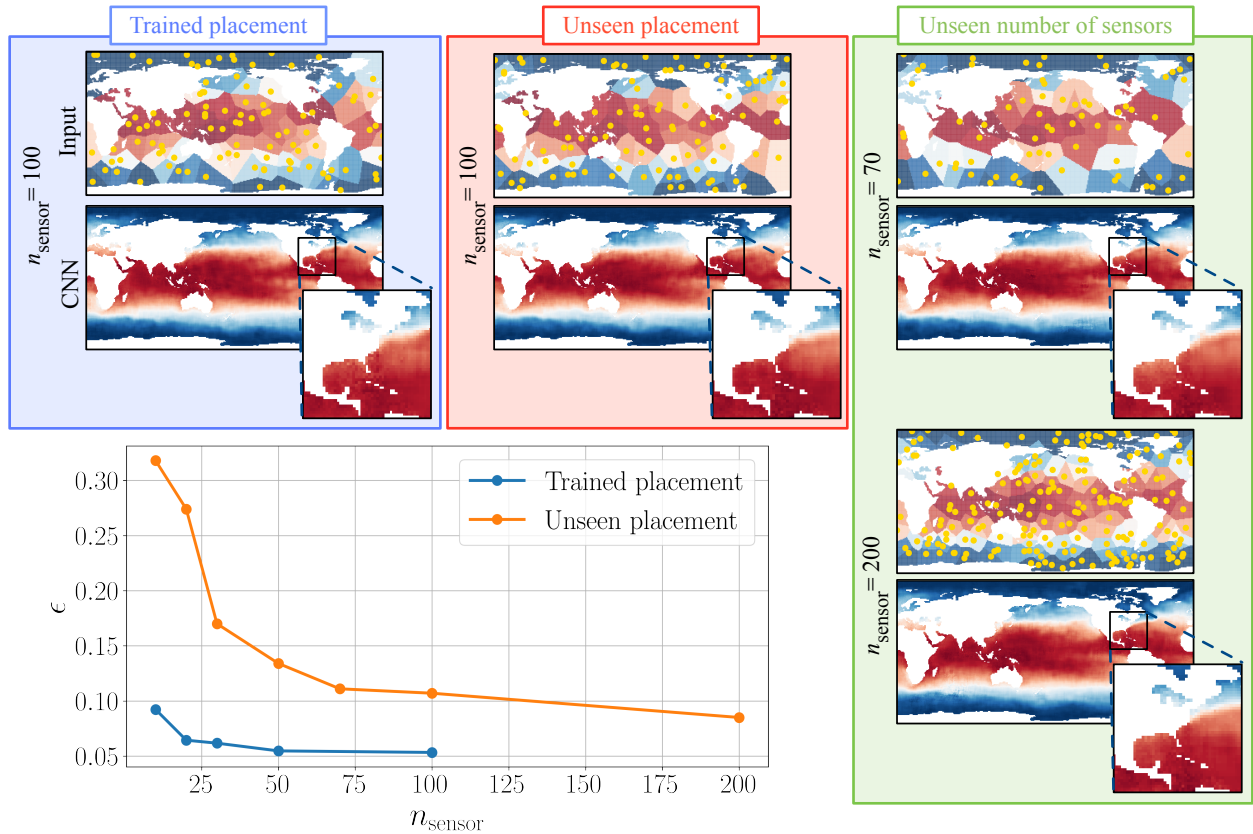 Trained placement
Unseen placement
Unseen number of sensors
n_sensor= 100
Input
CNN
n_sensor= 100
n_sensor= 70
n_sensor= 200
0.30
0.25
0.20
0.15
0.10
0.05
ϵ
Trained placement
Unseen placement
25
50
75
100
125
150
175
200
n_sensor